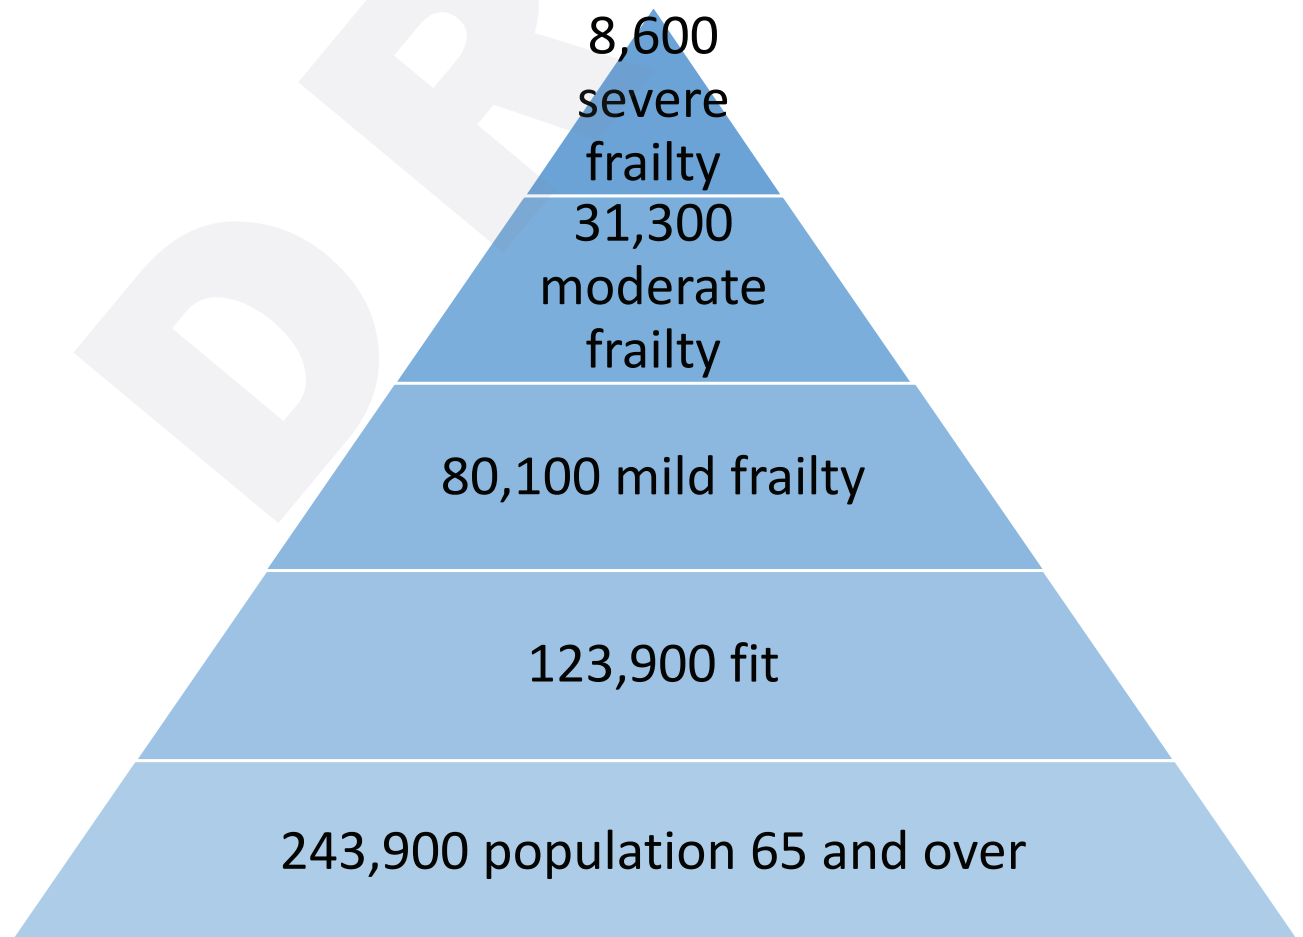 8,600
severe
frailty
31,300
moderate
frailty
80,100 mild frailty
123,900 fit
243,900 population 65 and over
D R